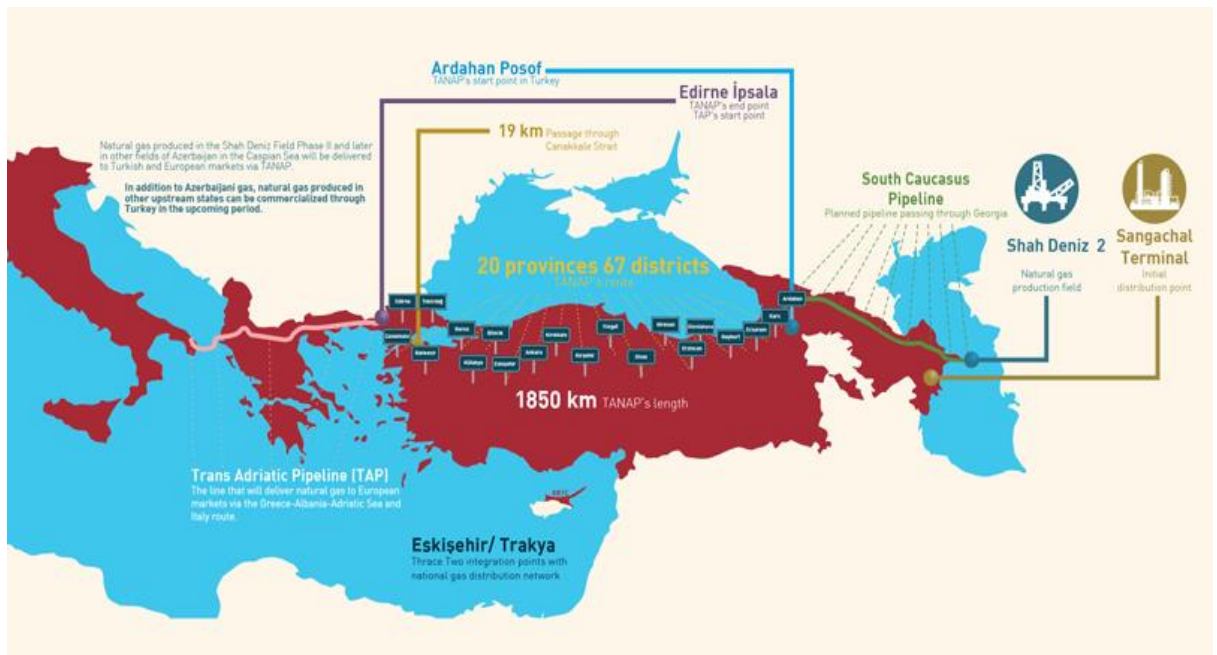 Ardahan Posof
TANAP's start point in Turkey
Edirne İpsala
TANAP's end point
TAP's start point
19 km Passage through
Canakkale Strait
Natural gas produced in the Shah Deniz Field Phase II and later
in other fields of Azerbaijan in the Caspian Sea will be delivered
to Turkish and European markets via TANAP.
In addition to Azerbaijani gas, natural gas produced in
other upstream states can be commercialized through
Turkey in the upcoming period.
South Caucasus
Pipeline
Planned pipeline passing through Georgia
Shah Deniz 2
Natural gas
production field
Sangachal
Terminal
Initial
distribution point
20 provinces 67 districts
TANAP's route
Edirne
Tekirdağ
Çanakkale
Balıkesir
Bursa
Kütahya
Bilecik
Eskişehir
Ankara
Kırıkkale
Kırşehir
Yozgat
Sivas
Giresun
Erzincan
Gümüşhane
Bayburt
Erzurum
Kars
Ardahan
1850 km TANAP's length
Trans Adriatic Pipeline (TAP)
The line that will deliver natural gas to European
markets via the Greece-Albania-Adriatic Sea and
Italy route.
KKTC
Eskişehir/ Trakya
Thrace Two integration points with
national gas distribution network